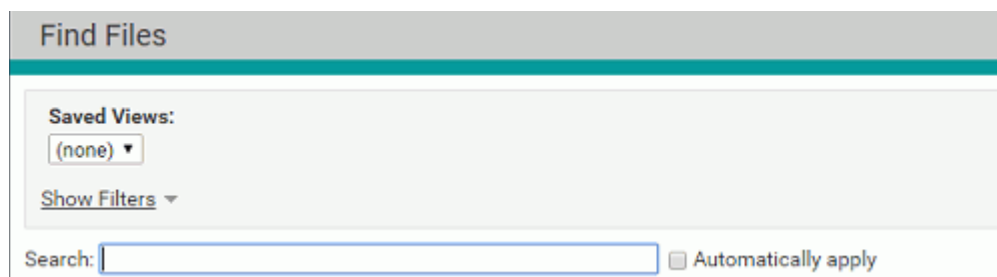 Find Files
Saved Views:
(none)
Show Filters
Search:
Automatically apply